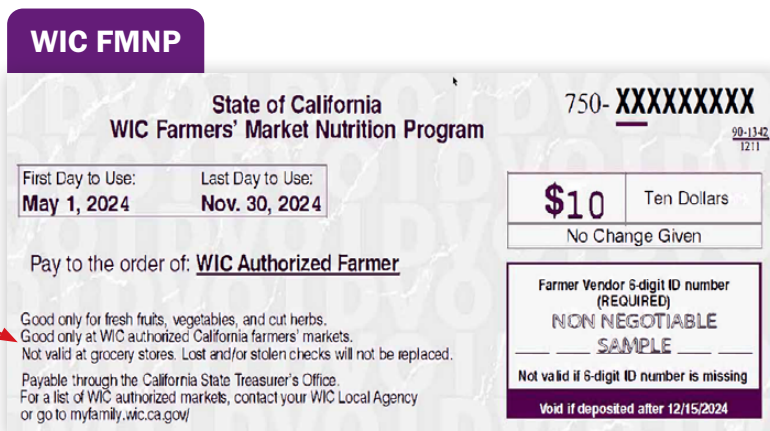 WIC FMNP
State of California
WIC Farmers' Market Nutrition Program
750- XXXXXXXXX
90-1342
1211
First Day to Use: Last Day to Use:
May 1, 2024 Nov. 30, 2024
$10 Ten Dollars
No Change Given
Pay to the order of: WIC Authorized Farmer
Farmer Vendor 6-digit ID number
(REQUIRED)
NON NEGOTIABLE
SAMPLE
Not valid if 6-digit ID number is missing
Void if deposited after 12/15/2024
Good only for fresh fruits, vegetables, and cut herbs.
Good only at WIC authorized California farmers' markets.
Not valid at grocery stores. Lost and/or stolen checks will not be replaced.
Payable through the California State Treasurer's Office.
For a list of WIC authorized markets, contact your WIC Local Agency
or go to myfamily.wic.ca.gov/